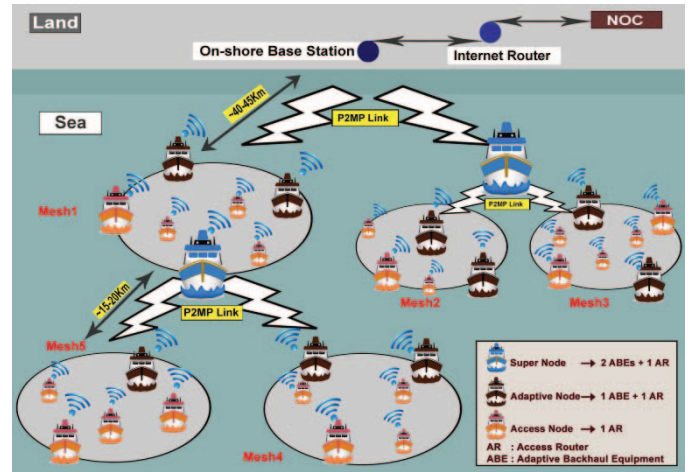 Land
NOC
On-shore Base Station
Internet Router
~40-45Km
Sea
P2MP Link
P2MP Link
Mesh1
Mesh2
Mesh3
~15-20Km
P2MP Link
Mesh5
Mesh4
Super Node → 2 ABEs + 1 AR
Adaptive Node → 1 ABE + 1 AR
Access Node → 1 AR
AR : Access Router
ABE : Adaptive Backhaul Equipment